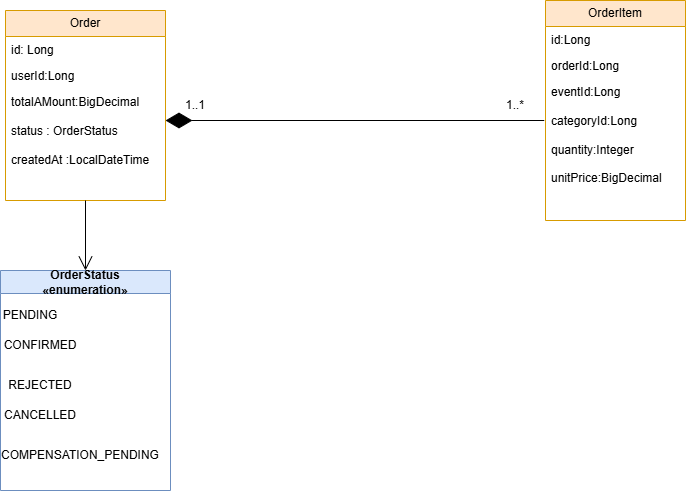 Order
id: Long
userId:Long
totalAMount:BigDecimal
status : OrderStatus
createdAt :LocalDateTime
1..1
1..*
OrderItem
id:Long
orderId:Long
eventId:Long
categoryId:Long
quantity:Integer
unitPrice:BigDecimal
OrderStatus
«enumeration»
PENDING
CONFIRMED
REJECTED
CANCELLED
COMPENSATION_PENDING